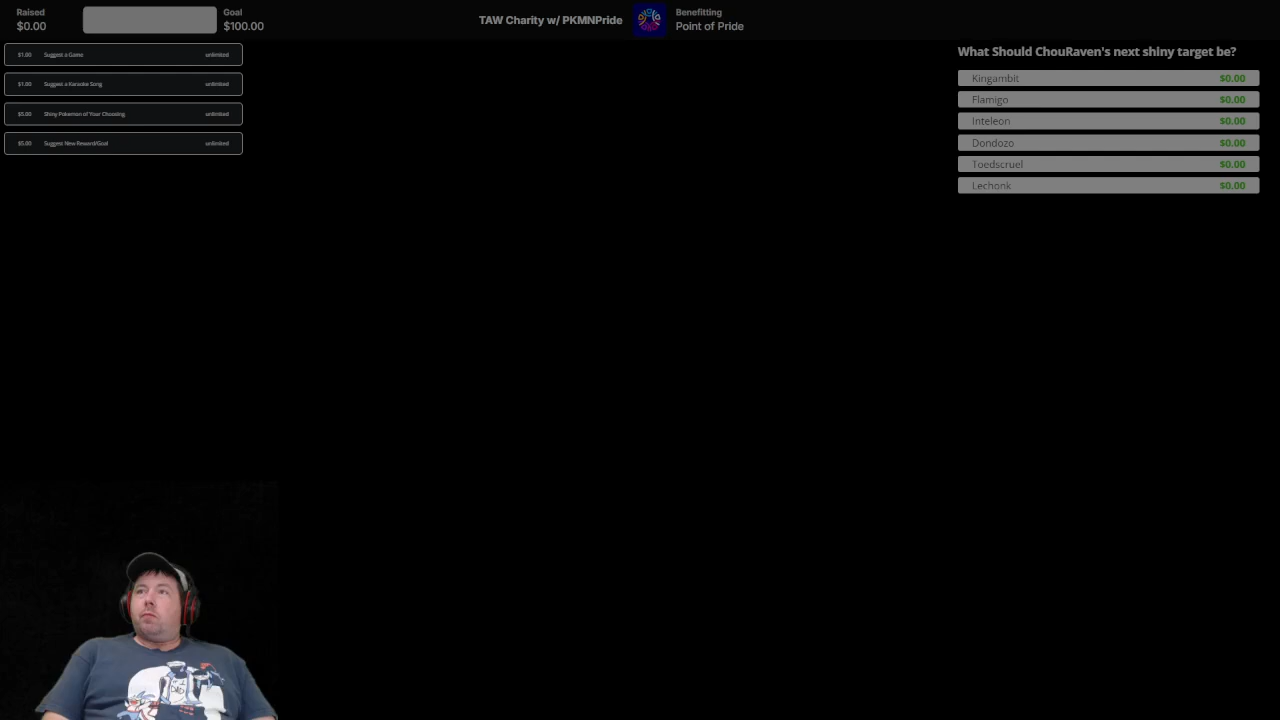 Raised
$0.00
Goal
$100.00
TAW Charity w/ PKMNPride
Benefitting
Point of Pride
$1.00 Suggest a Game unlimited
$1.00 Suggest a Karaoke Song unlimited
$5.00 Shiny Pokemon of Your Choosing unlimited
$5.00 Suggest New Reward/Goal unlimited
What Should ChouRaven's next shiny target be?
Kingambit $0.00
Flamigo $0.00
Inteleon $0.00
Dondozo $0.00
Toedscruel $0.00
Lechonk $0.00